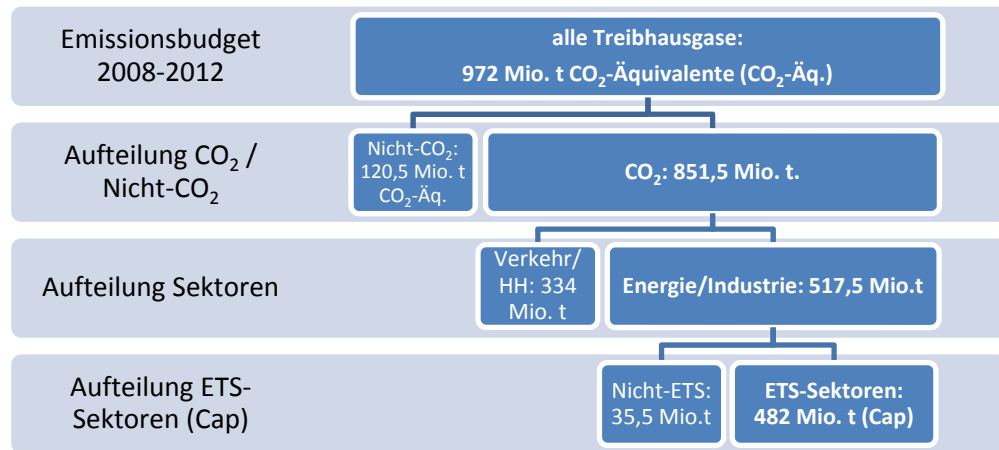 Emissionsbudget
2008-2012
alle Treibhausgase:
972 Mio. t CO₂-Äquivalente (CO₂-Äq.)
Aufteilung CO₂ /
Nicht-CO₂
Nicht-CO₂:
120,5 Mio. t
CO₂-Äq.
CO₂: 851,5 Mio. t.
Aufteilung Sektoren
Verkehr/
HH: 334
Mio. t
Energie/Industrie: 517,5 Mio.t
Aufteilung ETS-
Sektoren (Cap)
Nicht-ETS:
35,5 Mio.t
ETS-Sektoren:
482 Mio. t (Cap)